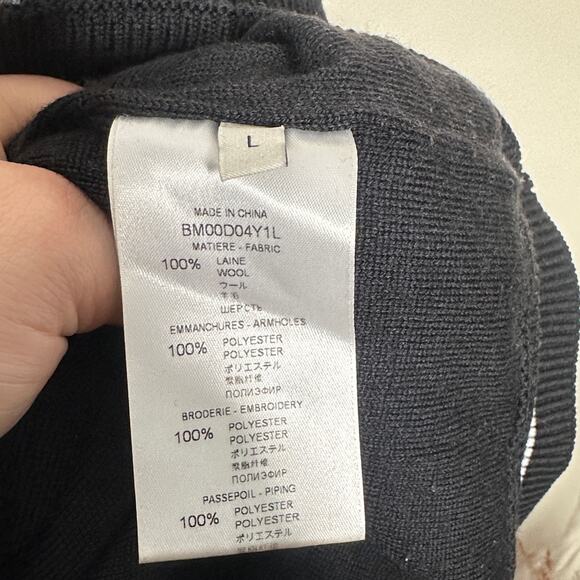 L
MADE IN CHINA
BM00D04Y1L
MATIERE - FABRIC
100% LAINE
WOOL
ウール
羊毛
ШЕРСТЬ
EMMANCHURES - ARMHOLES
100% POLYESTER
POLYESTER
ポリエステル
聚脂纤维
ПОЛИЭФИР
BRODERIE - EMBROIDERY
100% POLYESTER
POLYESTER
ポリエステル
聚脂纤维
ПОЛИЭФИР
PASSEPOIL - PIPING
100% POLYESTER
POLYESTER
ポリエステル